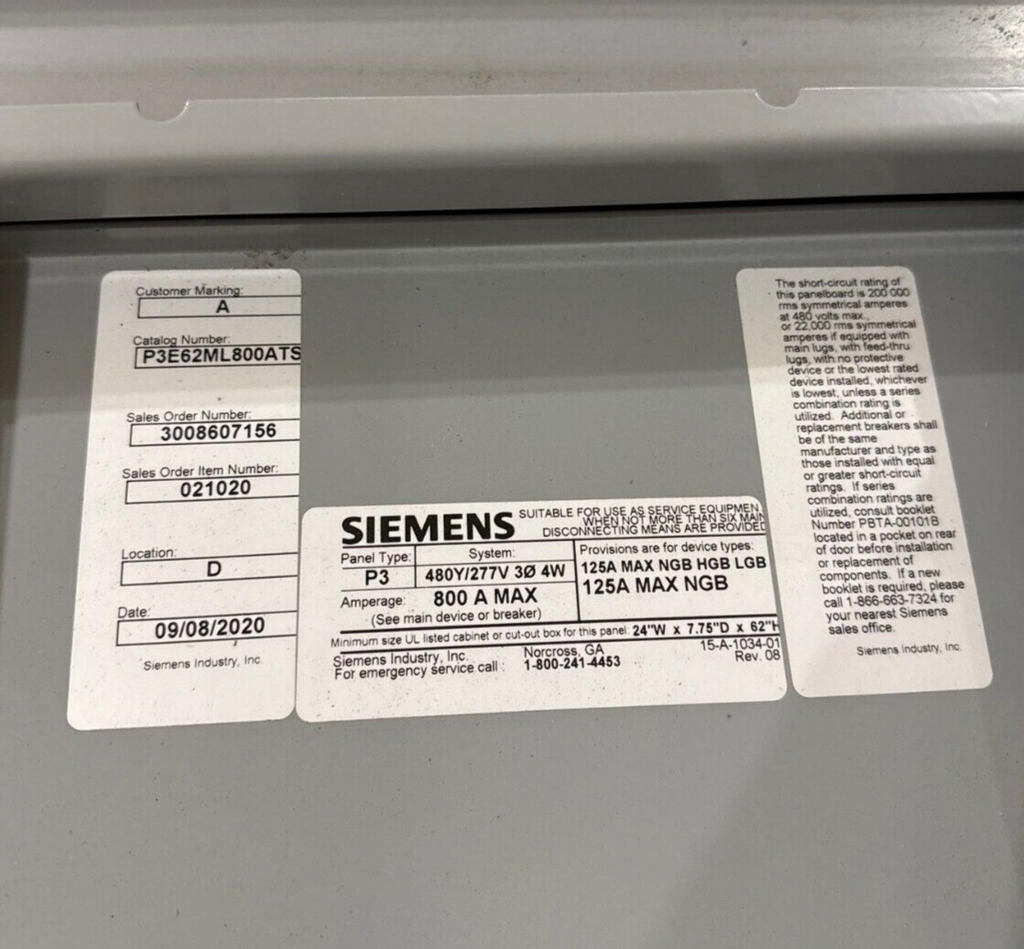 Customer Marking:
A
Catalog Number:
P3E62ML800ATS
Sales Order Number:
3008607156
Sales Order Item Number:
021020
Location:
D
Date:
09/08/2020
Siemens Industry, Inc.
SIEMENS
SUITABLE FOR USE AS SERVICE EQUIPMEN
WHEN NOT MORE THAN SIX MAIN
DISCONNECTING MEANS ARE PROVIDED
Panel Type:
P3
System:
480Y/277V 3Ø 4W
Amperage:
800 A MAX
(See main device or breaker)
Provisions are for device types:
125A MAX NGB HGB LGB
125A MAX NGB
Minimum size UL listed cabinet or cut-out box for this panel: 24"W x 7.75"D x 62"H
Siemens Industry, Inc. Norcross, GA 15-A-1034-01
For emergency service call : 1-800-241-4453 Rev. 08
The short-circuit rating of
this panelboard is 200 000
rms symmetrical amperes
at 480 volts max.,
or 22,000 rms symmetrical
amperes if equipped with
main lugs, with feed-thru
lugs, with no protective
device or the lowest rated
device installed, whichever
is lowest, unless a series
combination rating is
utilized. Additional or
replacement breakers shall
be of the same
manufacturer and type as
those installed with equal
or greater short-circuit
ratings. If series
combination ratings are
utilized, consult booklet
Number PBTA-00101B
located in a pocket on rear
of door before installation
or replacement of
components. If a new
booklet is required, please
call 1-866-663-7324 for
your nearest Siemens
sales office.
Siemens Industry, Inc.